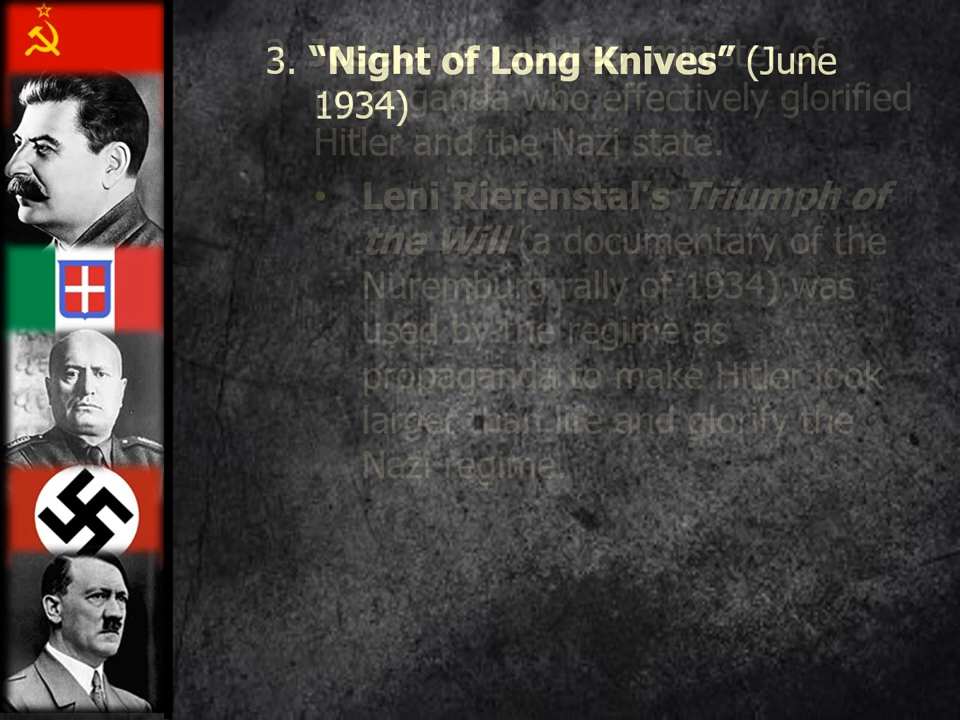 3. “Night of Long Knives” (June
1934)
ganda who effectively glorified
Hitler and the Nazi state.
• Leni Riefenstal’s Triumph of
the Will (a documentary of the
Nuremburg rally of 1934) was
used by the regime as
propaganda to make Hitler look
larger than life and glorify the
Nazi regime.